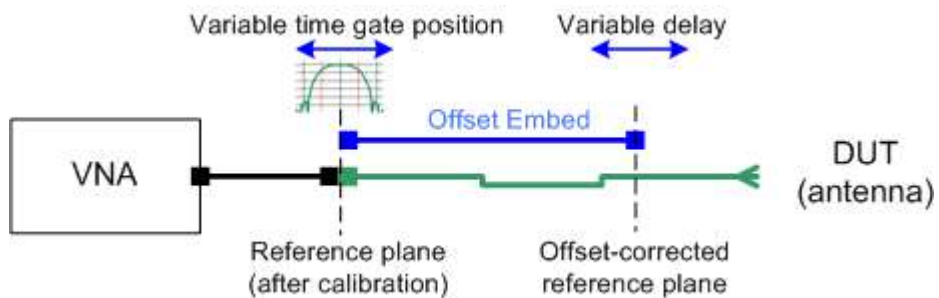 Variable time gate position
Variable delay
Offset Embed
VNA
DUT
(antenna)
Reference plane
(after calibration)
Offset-corrected
reference plane